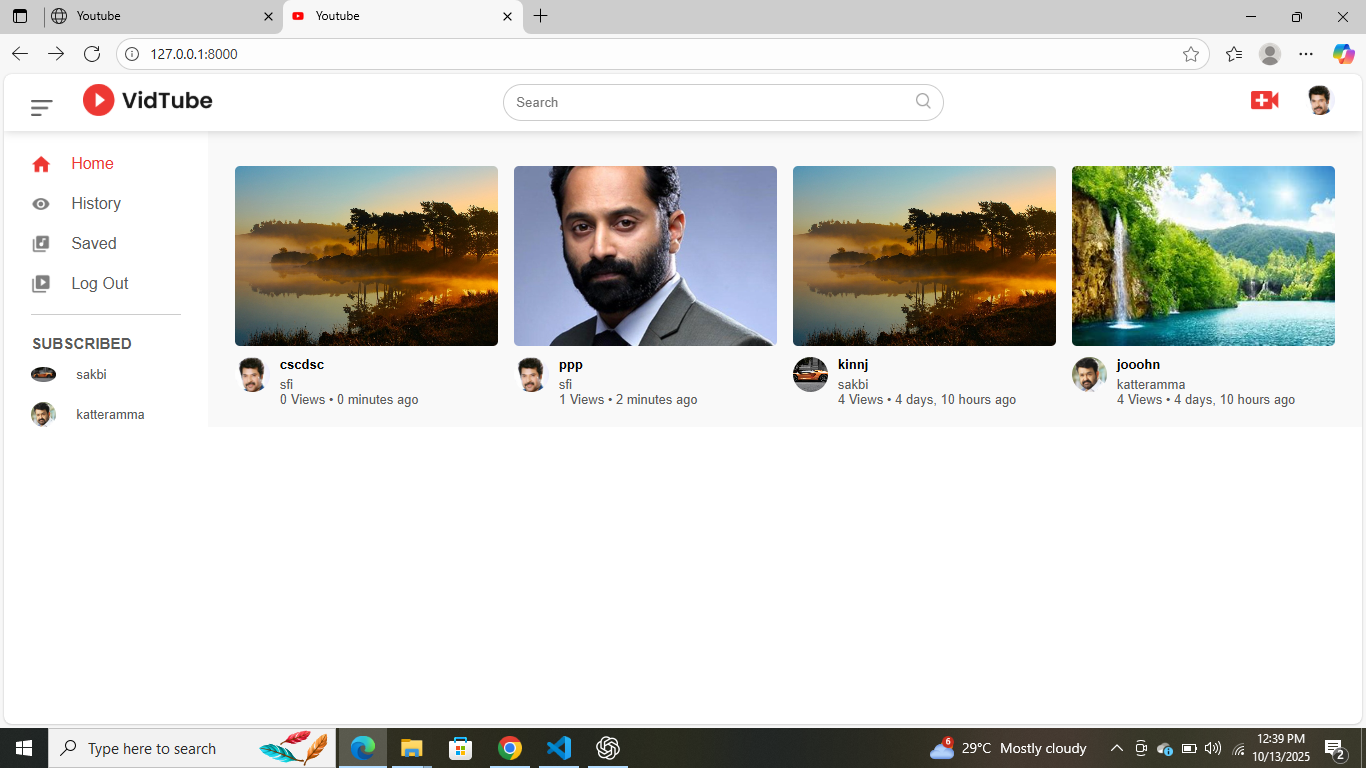 Youtube
Youtube
127.0.0.1:8000
VidTube
Search
Home
History
Saved
Log Out
SUBSCRIBED
sakbi
katteramma
cscdsc
sfi
0 Views • 0 minutes ago
ppp
sfi
1 Views • 2 minutes ago
kinnj
sakbi
4 Views • 4 days, 10 hours ago
jooohn
katteramma
4 Views • 4 days, 10 hours ago
Type here to search
6
29°C Mostly cloudy
12:39 PM
10/13/2025
2